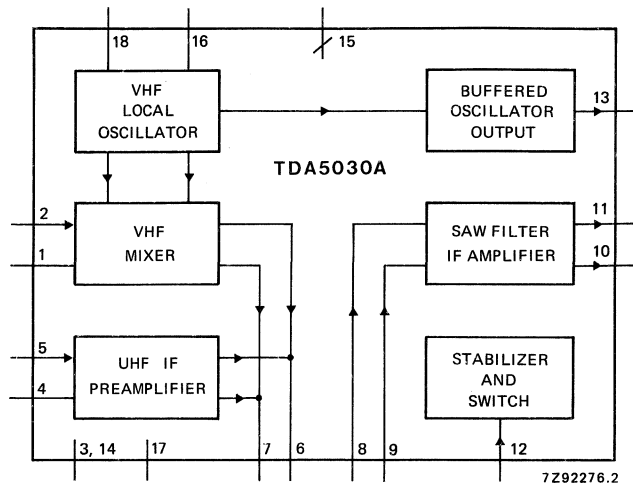 18
16
15
VHF
LOCAL
OSCILLATOR
BUFFERED
OSCILLATOR
OUTPUT
13
TDA5030A
2
1
VHF
MIXER
SAW FILTER
IF AMPLIFIER
11
10
5
4
UHF IF
PREAMPLIFIER
STABILIZER
AND
SWITCH
3, 14
17
7
6
8
9
12
7Z92276.2